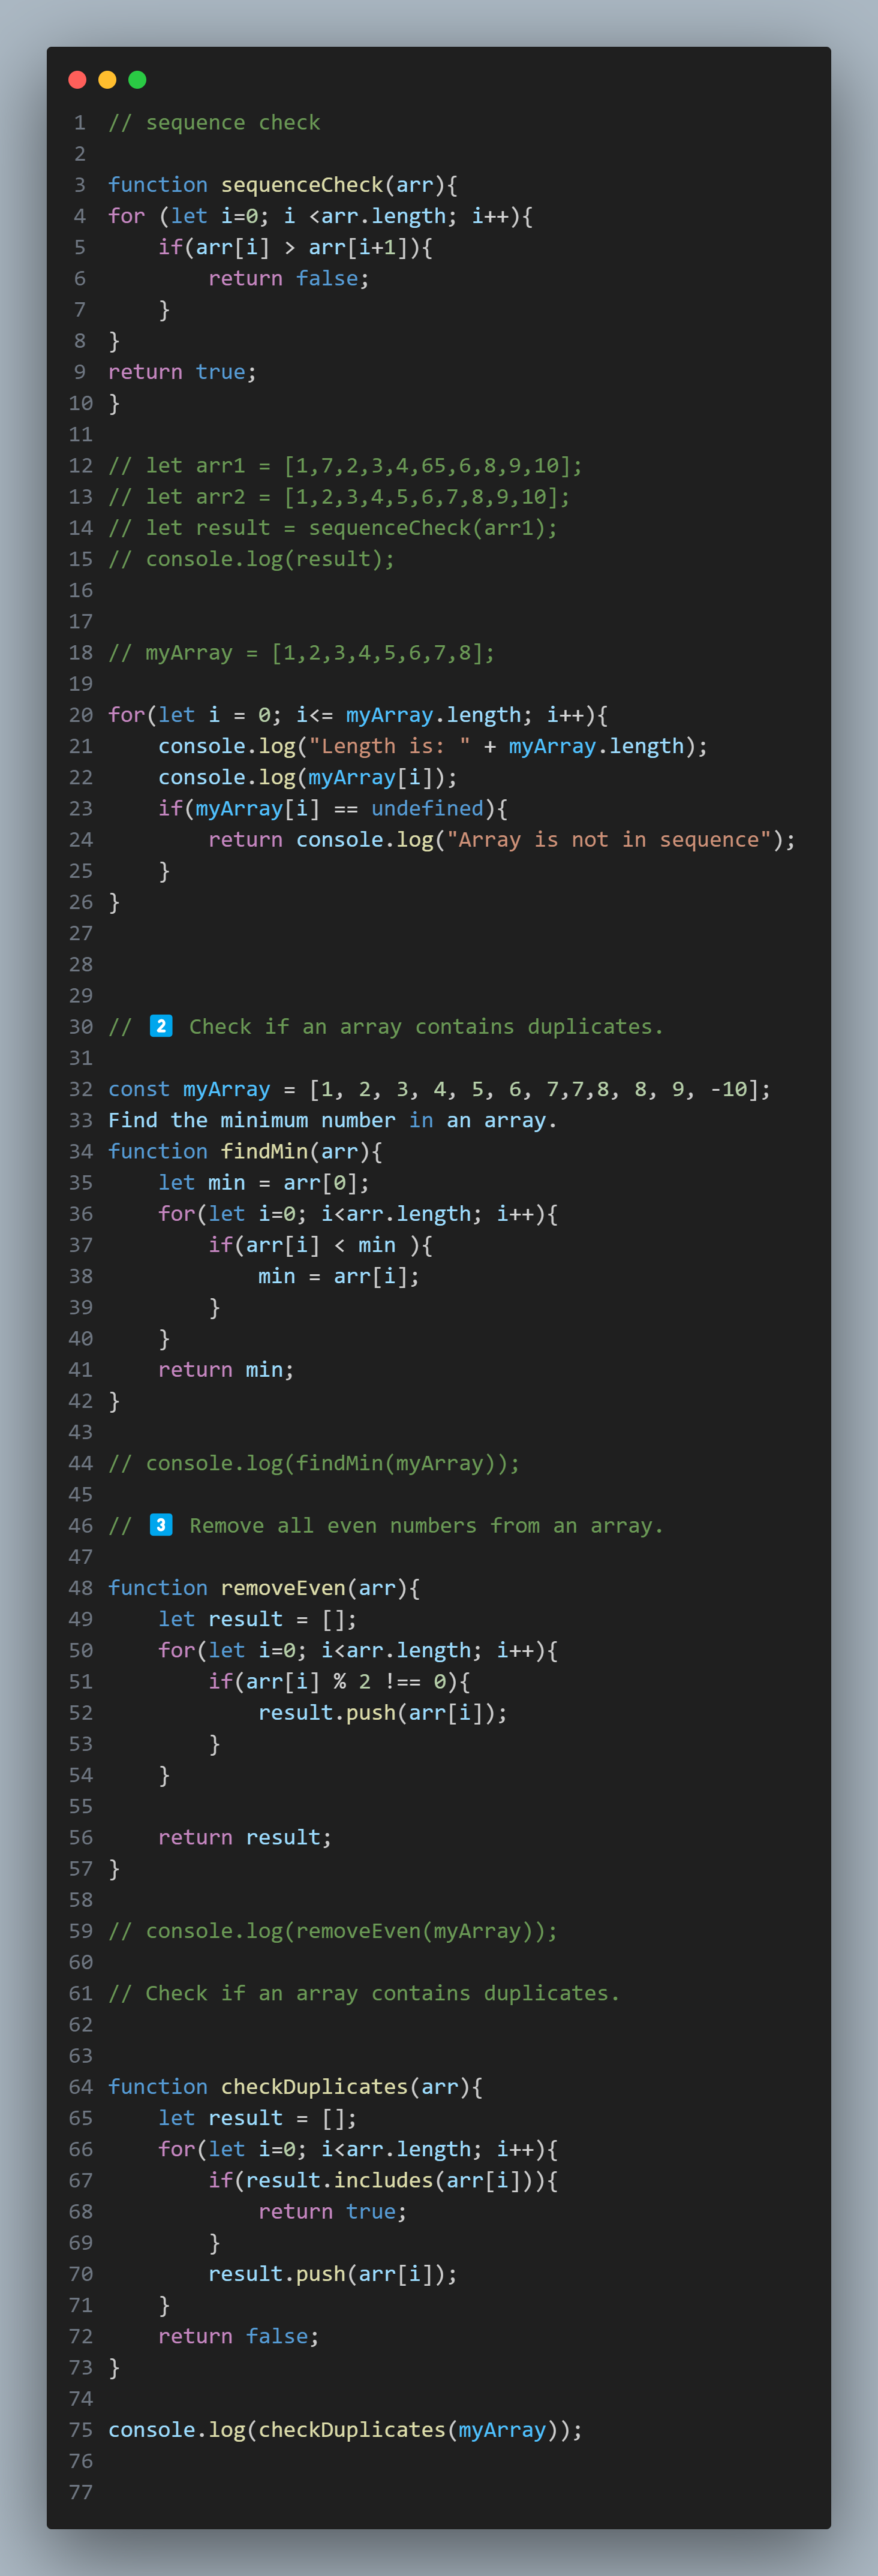 1 // sequence check
2
3 function sequenceCheck(arr){
4 for (let i=0; i <arr.length; i++){
5     if(arr[i] > arr[i+1]){
6         return false;
7     }
8 }
9 return true;
10 }
11
12 // let arr1 = [1,7,2,3,4,65,6,8,9,10];
13 // let arr2 = [1,2,3,4,5,6,7,8,9,10];
14 // let result = sequenceCheck(arr1);
15 // console.log(result);
16
17
18 // myArray = [1,2,3,4,5,6,7,8];
19
20 for(let i = 0; i<= myArray.length; i++){
21     console.log("Length is: " + myArray.length);
22     console.log(myArray[i]);
23     if(myArray[i] == undefined){
24         return console.log("Array is not in sequence");
25     }
26 }
27
28
29
30 // 2️⃣ Check if an array contains duplicates.
31
32 const myArray = [1, 2, 3, 4, 5, 6, 7,7,8, 8, 9, -10];
33 Find the minimum number in an array.
34 function findMin(arr){
35     let min = arr[0];
36     for(let i=0; i<arr.length; i++){
37         if(arr[i] < min ){
38             min = arr[i];
39         }
40     }
41     return min;
42 }
43
44 // console.log(findMin(myArray));
45
46 // 3️⃣ Remove all even numbers from an array.
47
48 function removeEven(arr){
49     let result = [];
50     for(let i=0; i<arr.length; i++){
51         if(arr[i] % 2 !== 0){
52             result.push(arr[i]);
53         }
54     }
55
56     return result;
57 }
58
59 // console.log(removeEven(myArray));
60
61 // Check if an array contains duplicates.
62
63
64 function checkDuplicates(arr){
65     let result = [];
66     for(let i=0; i<arr.length; i++){
67         if(result.includes(arr[i])){
68             return true;
69         }
70         result.push(arr[i]);
71     }
72     return false;
73 }
74
75 console.log(checkDuplicates(myArray));
76
77